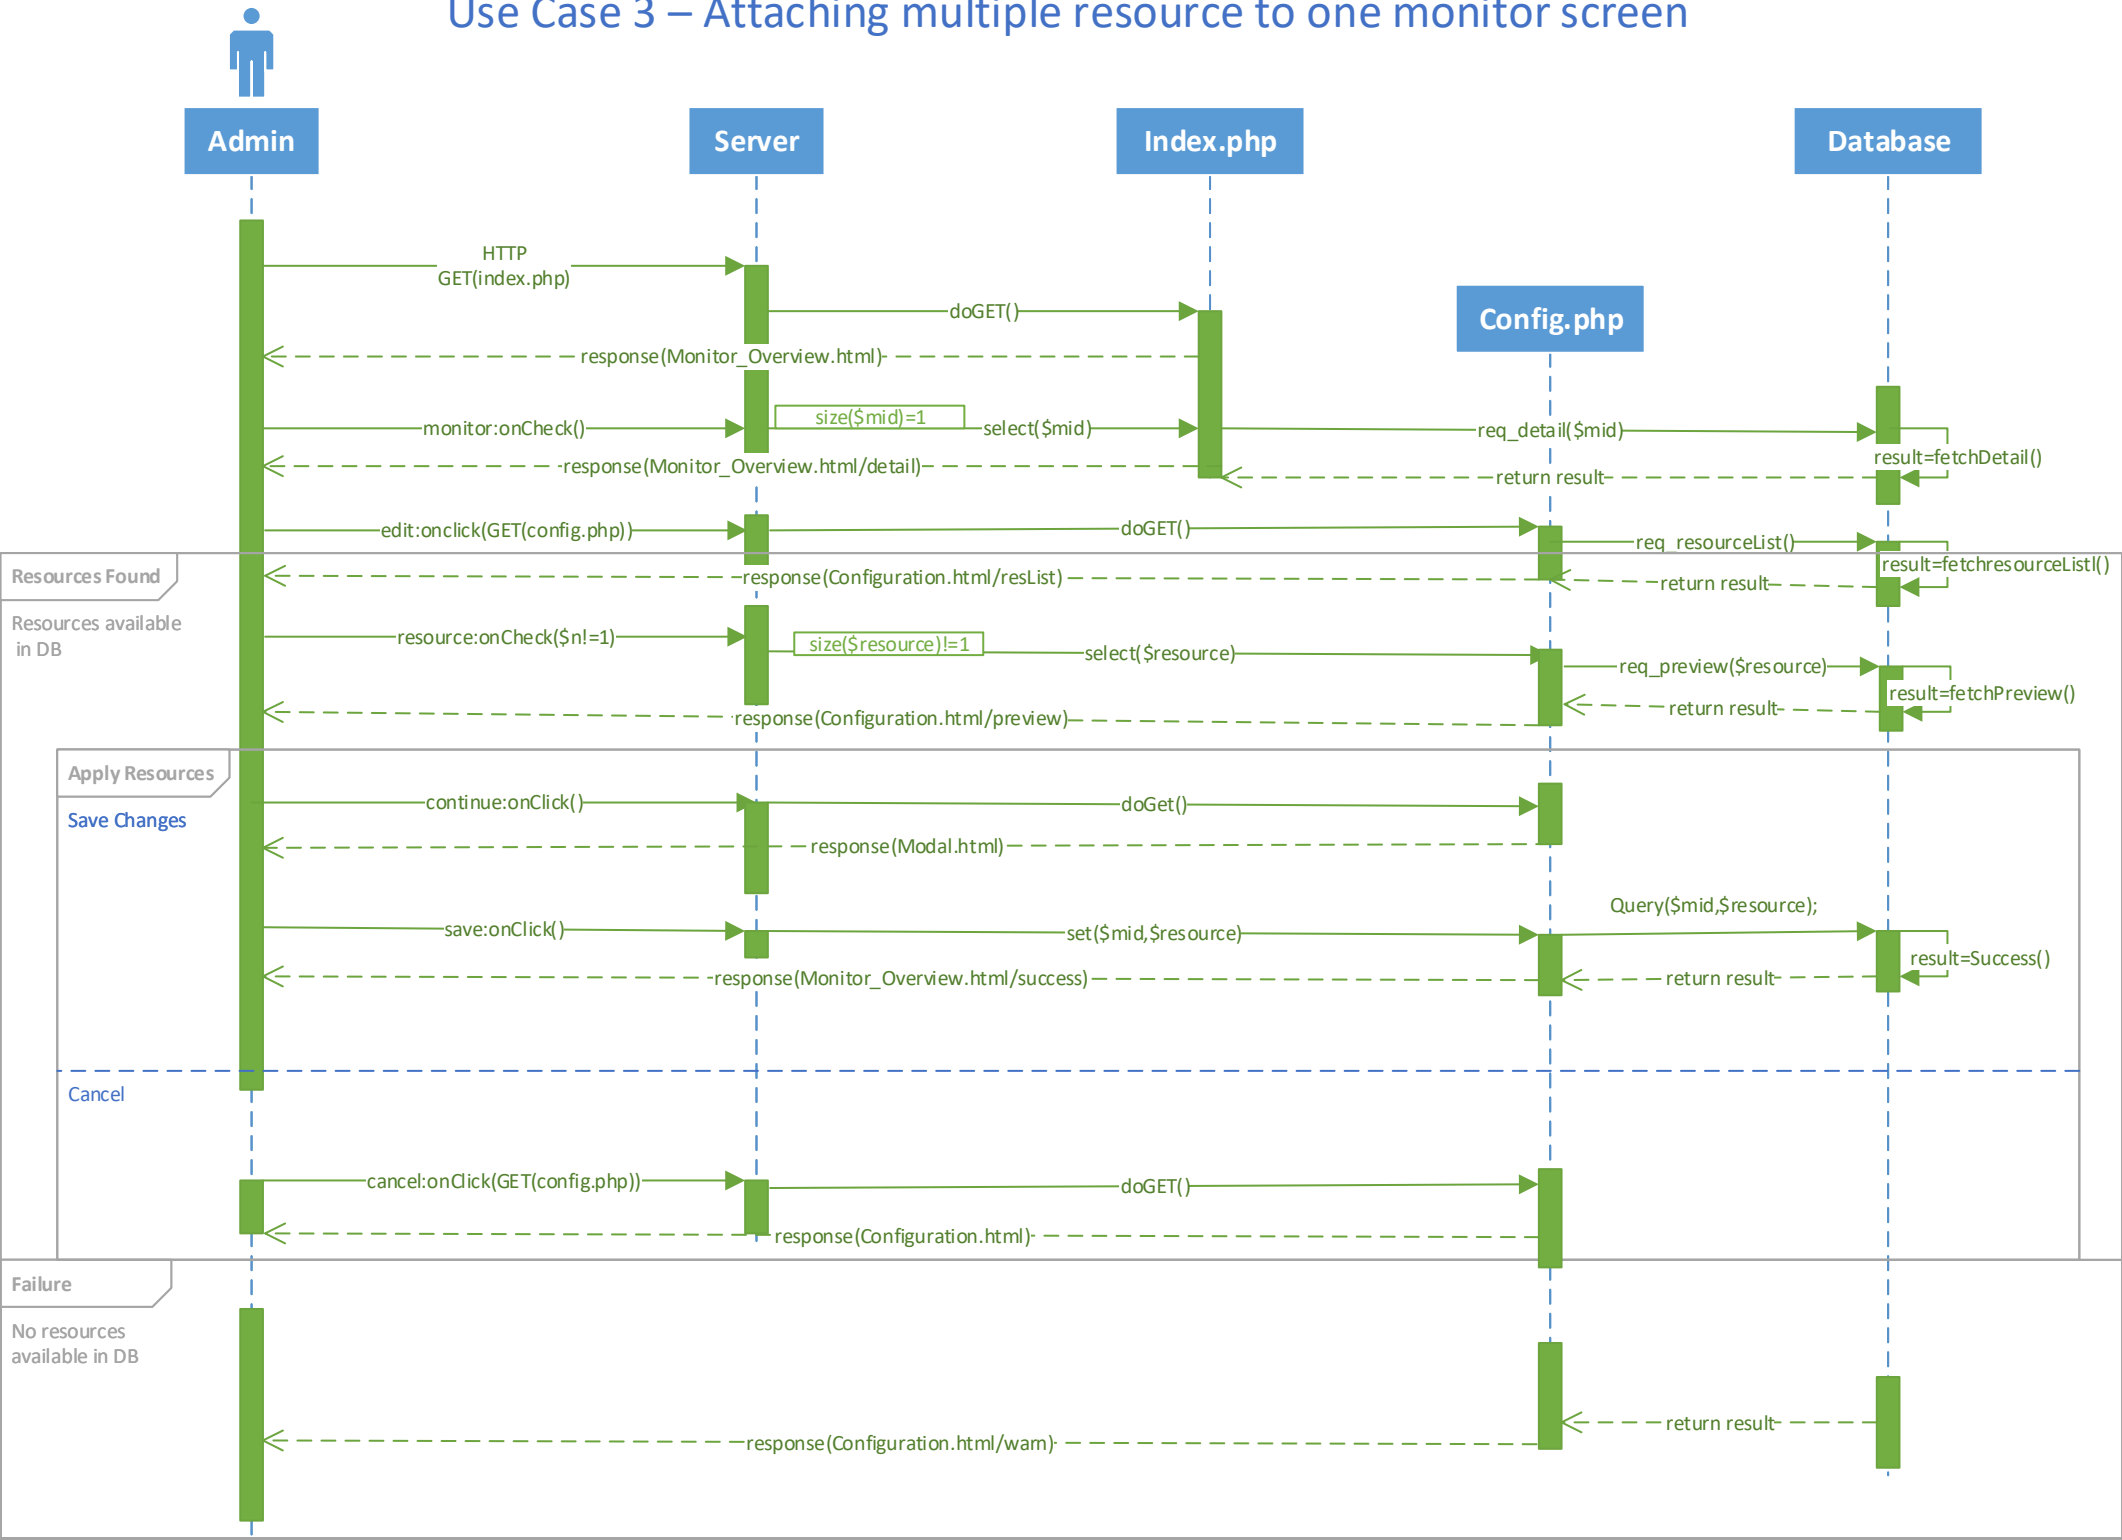 Use Case 3 – Attaching multiple resource to one monitor screen
Admin
Server
Index.php
Database
HTTP
GET(index.php)
doGET()
Config.php
response(Monitor_Overview.html)
size($mid)=1
monitor:onCheck()
select($mid)
req_detail($mid)
result=fetchDetail()
response(Monitor_Overview.html/detail)
return result
edit:onclick(GET(config.php))
doGET()
req_resourceList()
Resources Found
response(Configuration.html/resList)
result=fetchresourceListl()
return result
Resources available
in DB
resource:onCheck($n!=1)
size($resource)!=1
select($resource)
req_preview($resource)
result=fetchPreview()
return result
response(Configuration.html/preview)
Apply Resources
Save Changes
continue:onClick()
doGet()
response(Modal.html)
Query($mid,$resource);
save:onClick()
set($mid,$resource)
result=Success()
response(Monitor_Overview.html/success)
return result
Cancel
cancel:onClick(GET(config.php))
doGET()
response(Configuration.html)
Failure
No resources
available in DB
return result
response(Configuration.html/warn)